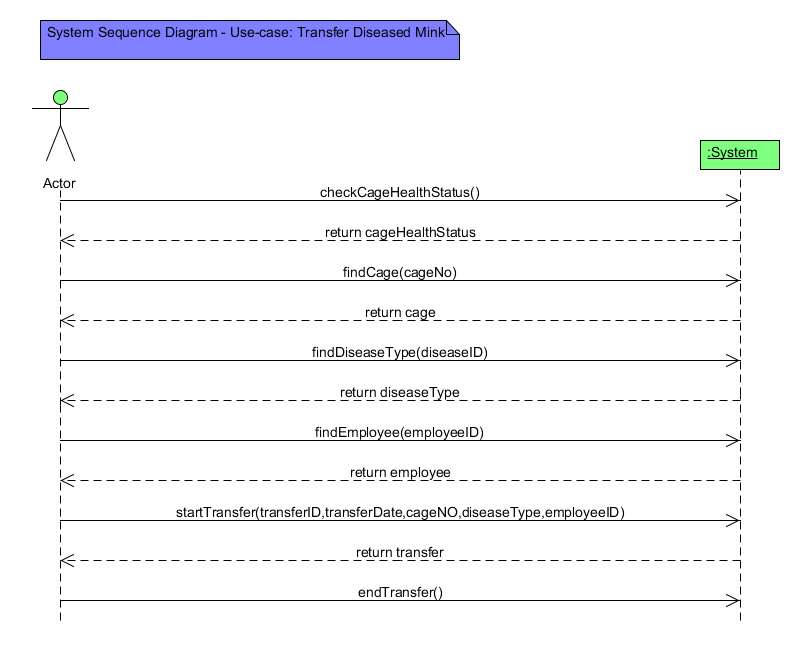 System Sequence Diagram - Use-case: Transfer Diseased Mink
:System
Actor
checkCageHealthStatus()
return cageHealthStatus
findCage(cageNo)
return cage
findDiseaseType(diseaseID)
return diseaseType
findEmployee(employeeID)
return employee
startTransfer(transferID,transferDate,cageNO,diseaseType,employeeID)
return transfer
endTransfer()